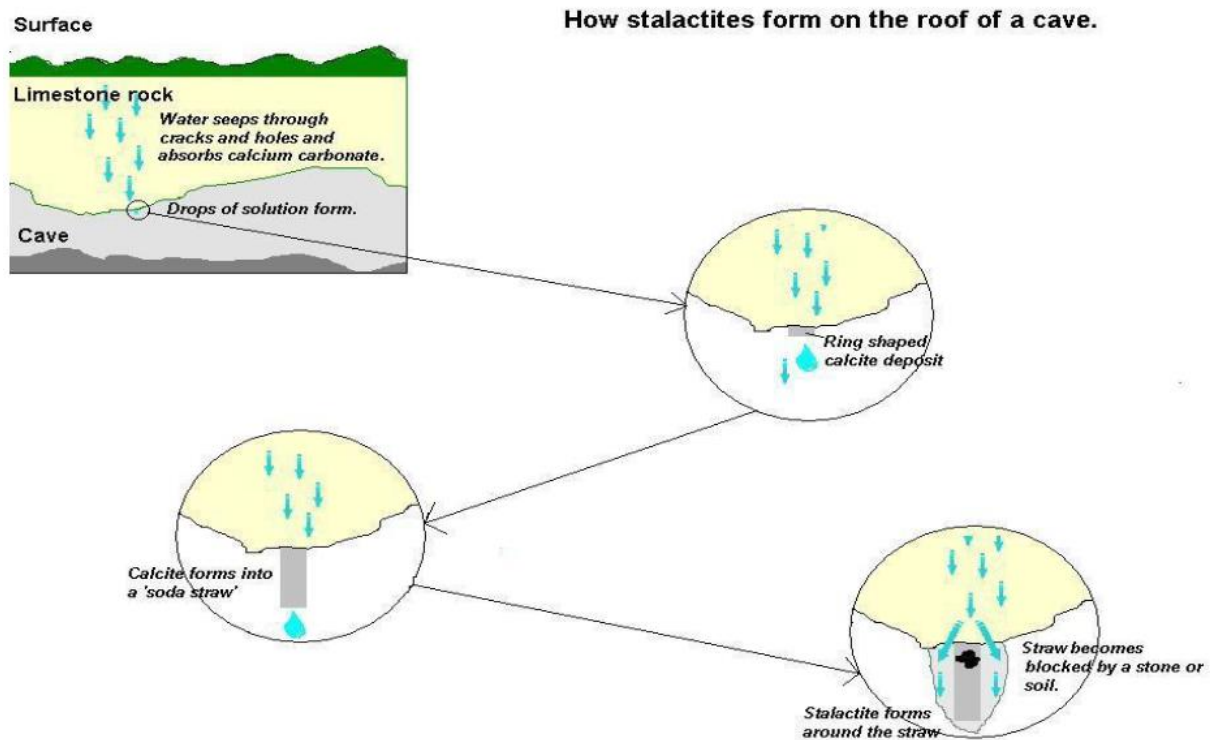 How stalactites form on the roof of a cave.
Surface
Limestone rock
Water seeps through
cracks and holes and
absorbs calcium carbonate.
Drops of solution form.
Cave
Ring shaped
calcite deposit
Calcite forms into
a 'soda straw'
Straw becomes
blocked by a stone or
soil.
Stalactite forms
around the straw